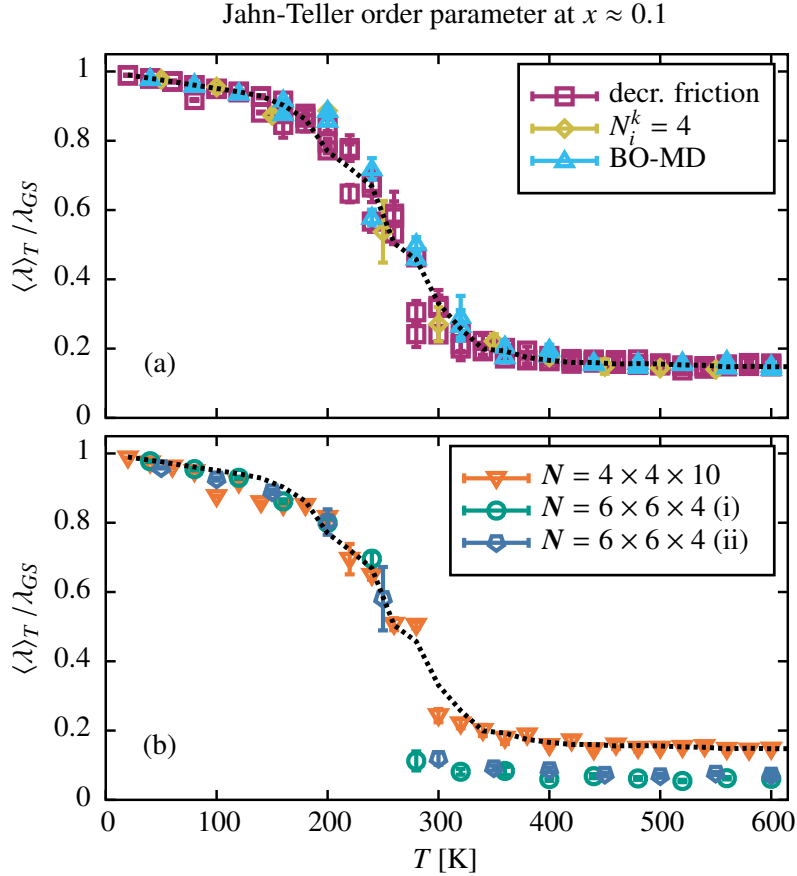 Jahn-Teller order parameter at x ≈ 0.1
1
0.8
0.6
0.4
0.2
0
⟨λ⟩_T / λ_GS
decr. friction
N_i^k = 4
BO-MD
(a)
1
0.8
0.6
0.4
0.2
0
⟨λ⟩_T / λ_GS
N = 4 × 4 × 10
N = 6 × 6 × 4 (i)
N = 6 × 6 × 4 (ii)
(b)
0 100 200 300 400 500 600
T [K]